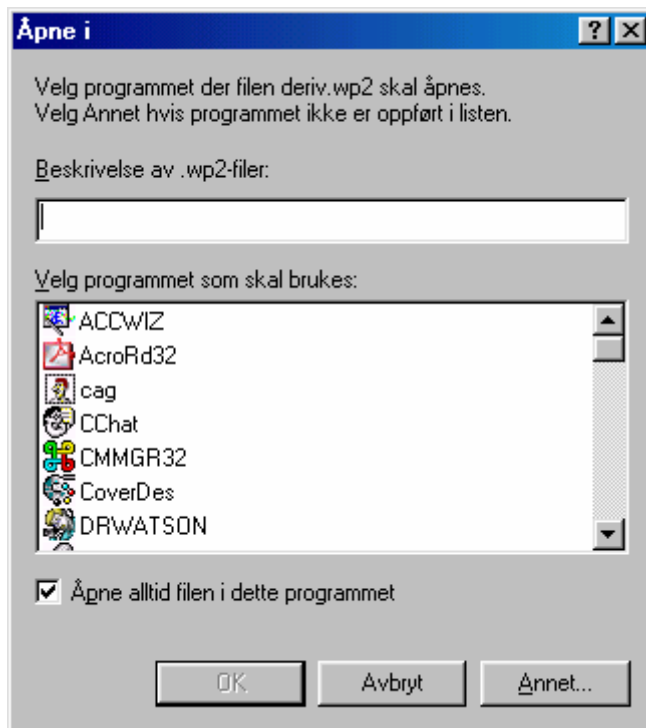 Åpne i
Velg programmet der filen deriv.wp2 skal åpnes.
Velg Annet hvis programmet ikke er oppført i listen.
Beskrivelse av .wp2-filer:
Velg programmet som skal brukes:
ACCWIZ
AcroRd32
cag
CChat
CMMGR32
CoverDes
DRWATSON
Åpne alltid filen i dette programmet
OK Avbryt Annet...